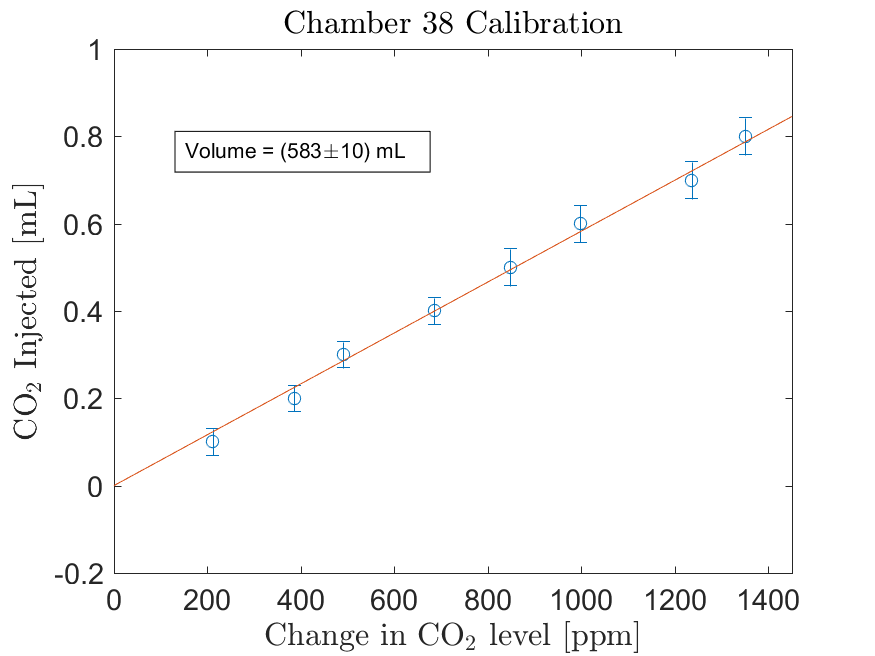 Chamber 38 Calibration
1
0.8
0.6
0.4
0.2
0
-0.2
CO₂ Injected [mL]
Volume = (583±10) mL
0 200 400 600 800 1000 1200 1400
Change in CO₂ level [ppm]